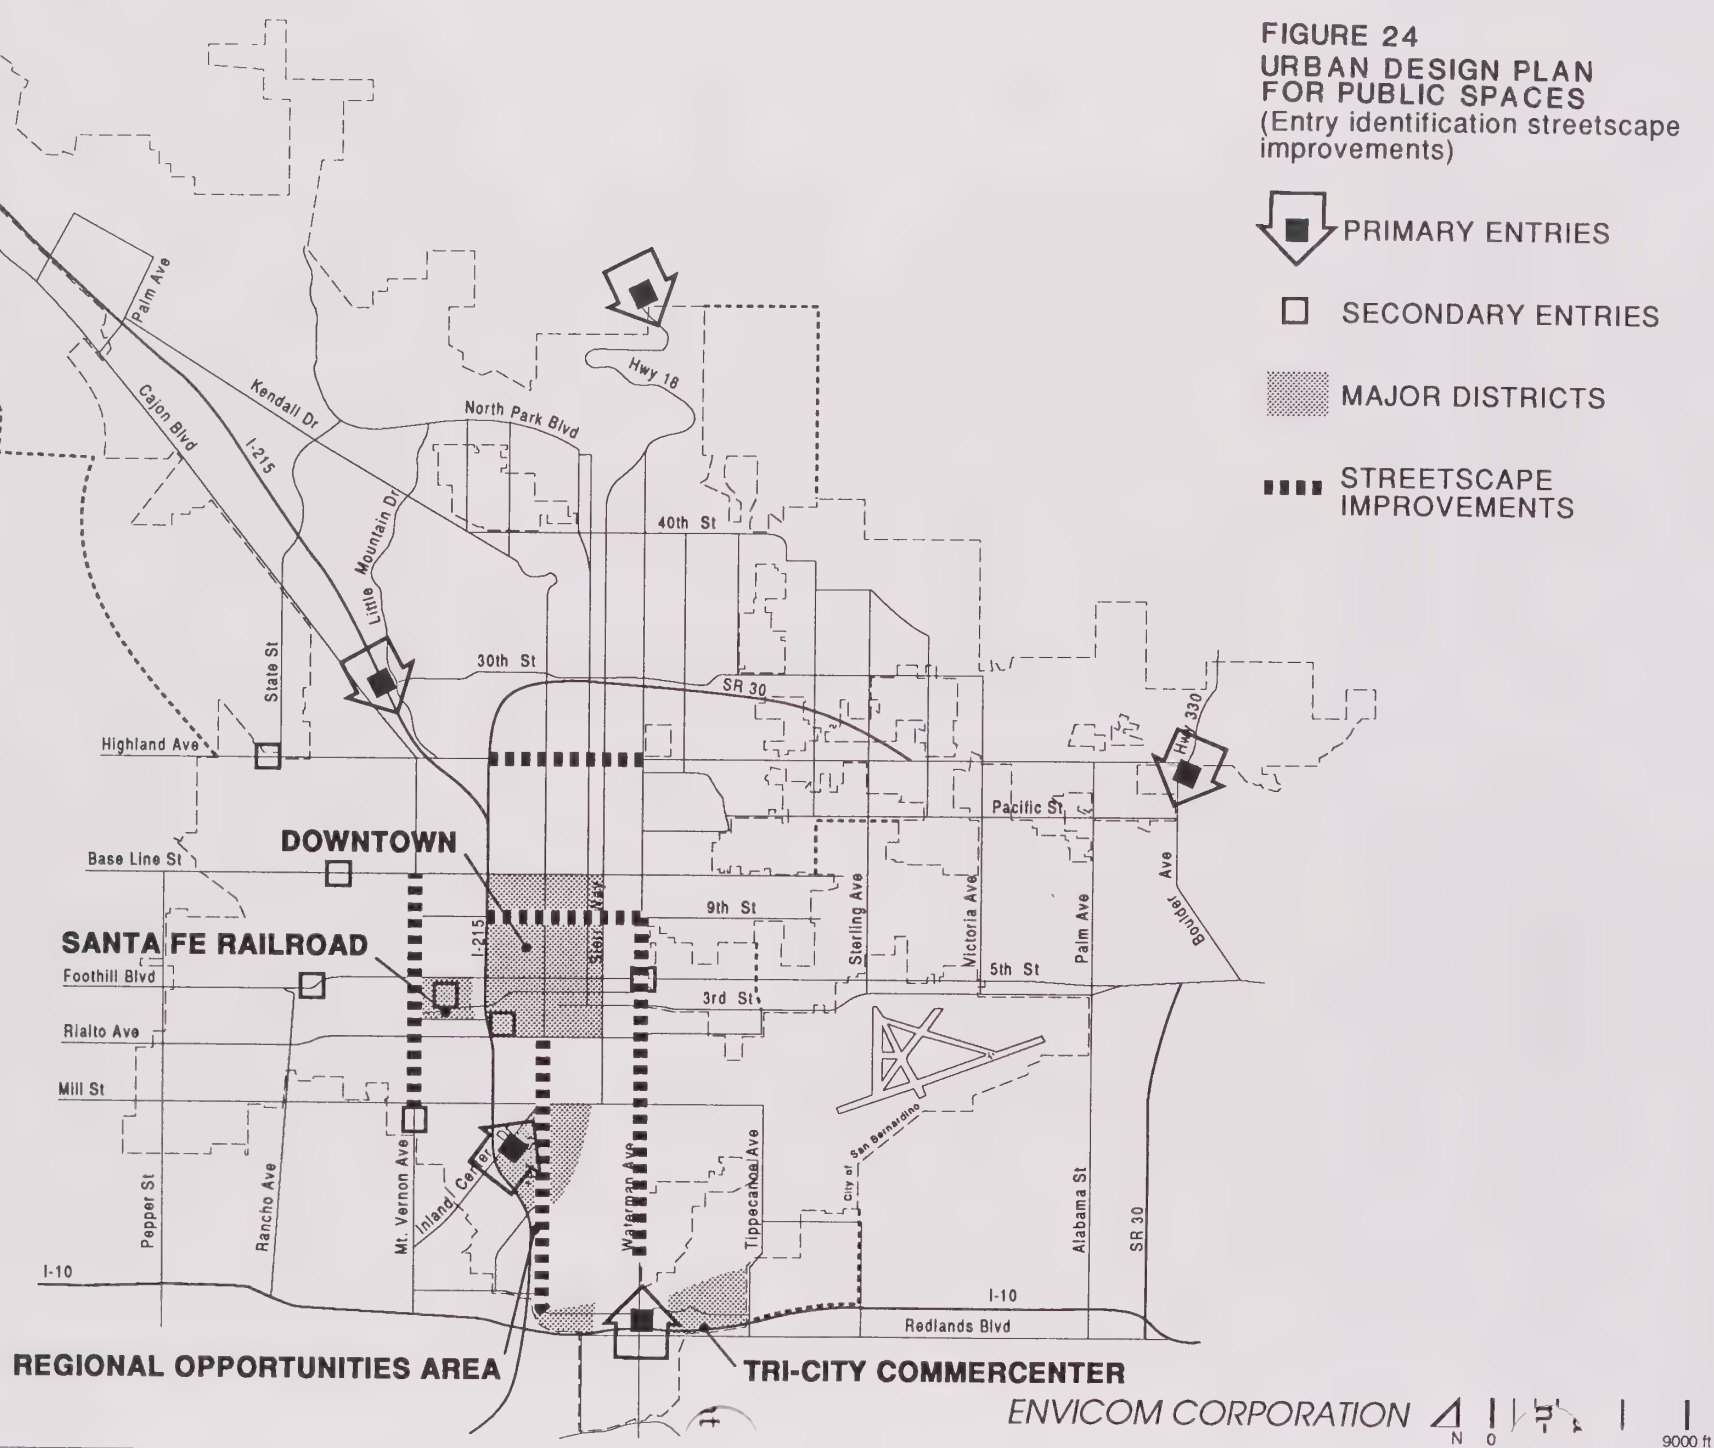 FIGURE 24
URBAN DESIGN PLAN
FOR PUBLIC SPACES
(Entry identification streetscape
improvements)
PRIMARY ENTRIES
SECONDARY ENTRIES
MAJOR DISTRICTS
STREETSCAPE
IMPROVEMENTS
Palm Ave
Hwy 18
Kendall Dr
Cajon Blvd
North Park Blvd
I-215
Little Mountain Dr
40th St
State St
30th St
SR 30
Hwy 330
Highland Ave
Pacific St
DOWNTOWN
Base Line St
9th St
Sterling Ave
Victoria Ave
Palm Ave
Boulder Ave
I-215
Way
SANTA FE RAILROAD
Foothill Blvd
5th St
3rd St
Rialto Ave
Mill St
City of San Bernardino
Pepper St
Rancho Ave
Mt. Vernon Ave
Inland Center
Waterman Ave
Tippecanoe Ave
Alabama St
SR 30
I-10
I-10
Redlands Blvd
REGIONAL OPPORTUNITIES AREA
TRI-CITY COMMERCENTER
ENVICOM CORPORATION
N 0 9000 ft